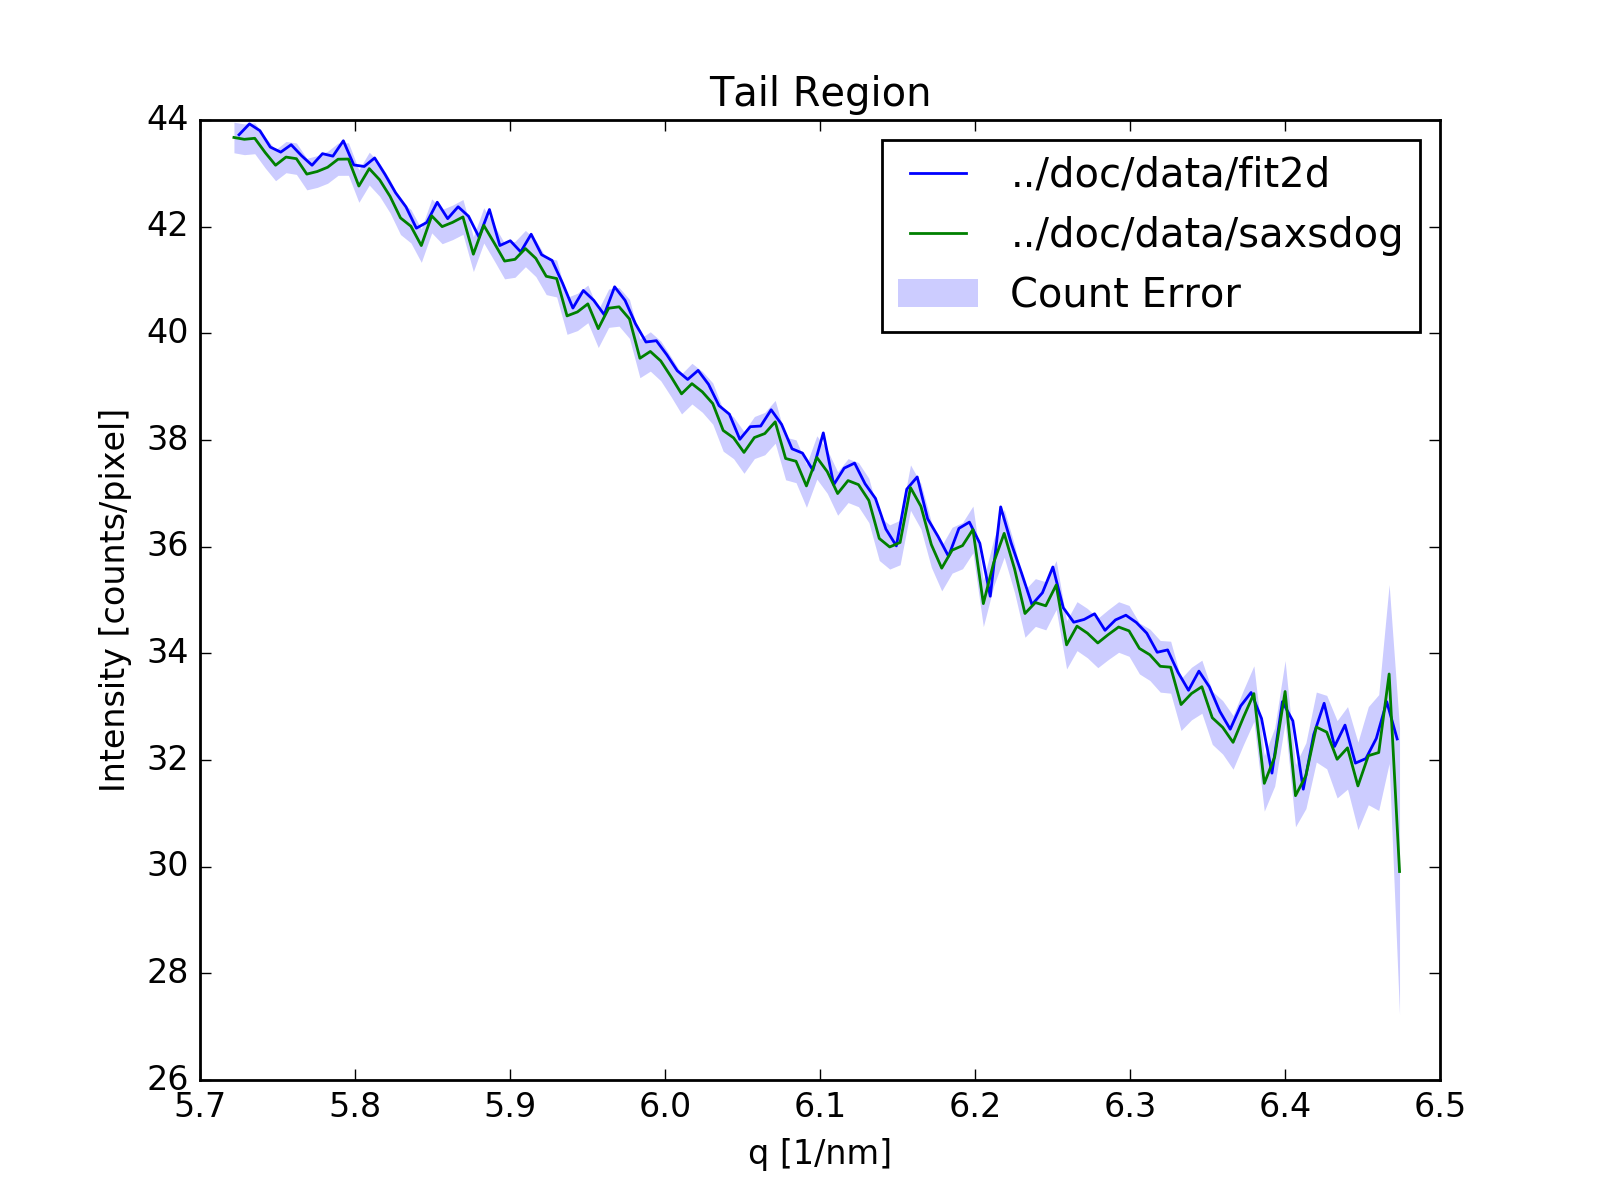 Tail Region
../doc/data/fit2d
../doc/data/saxsdog
Count Error
Intensity [counts/pixel]
44
42
40
38
36
34
32
30
28
26
5.7 5.8 5.9 6.0 6.1 6.2 6.3 6.4 6.5
q [1/nm]